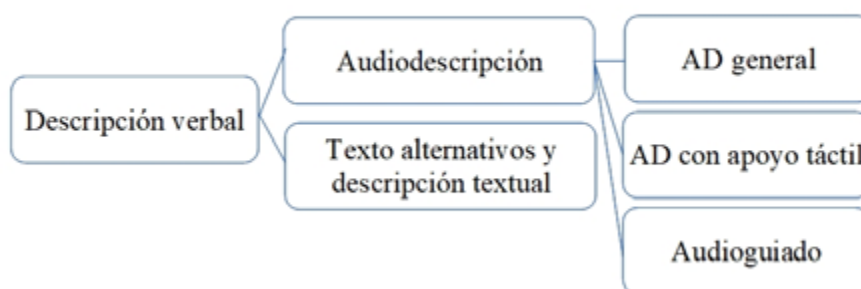 Descripción verbal
Audiodescripción
Texto alternativos y
descripción textual
AD general
AD con apoyo táctil
Audioguiado